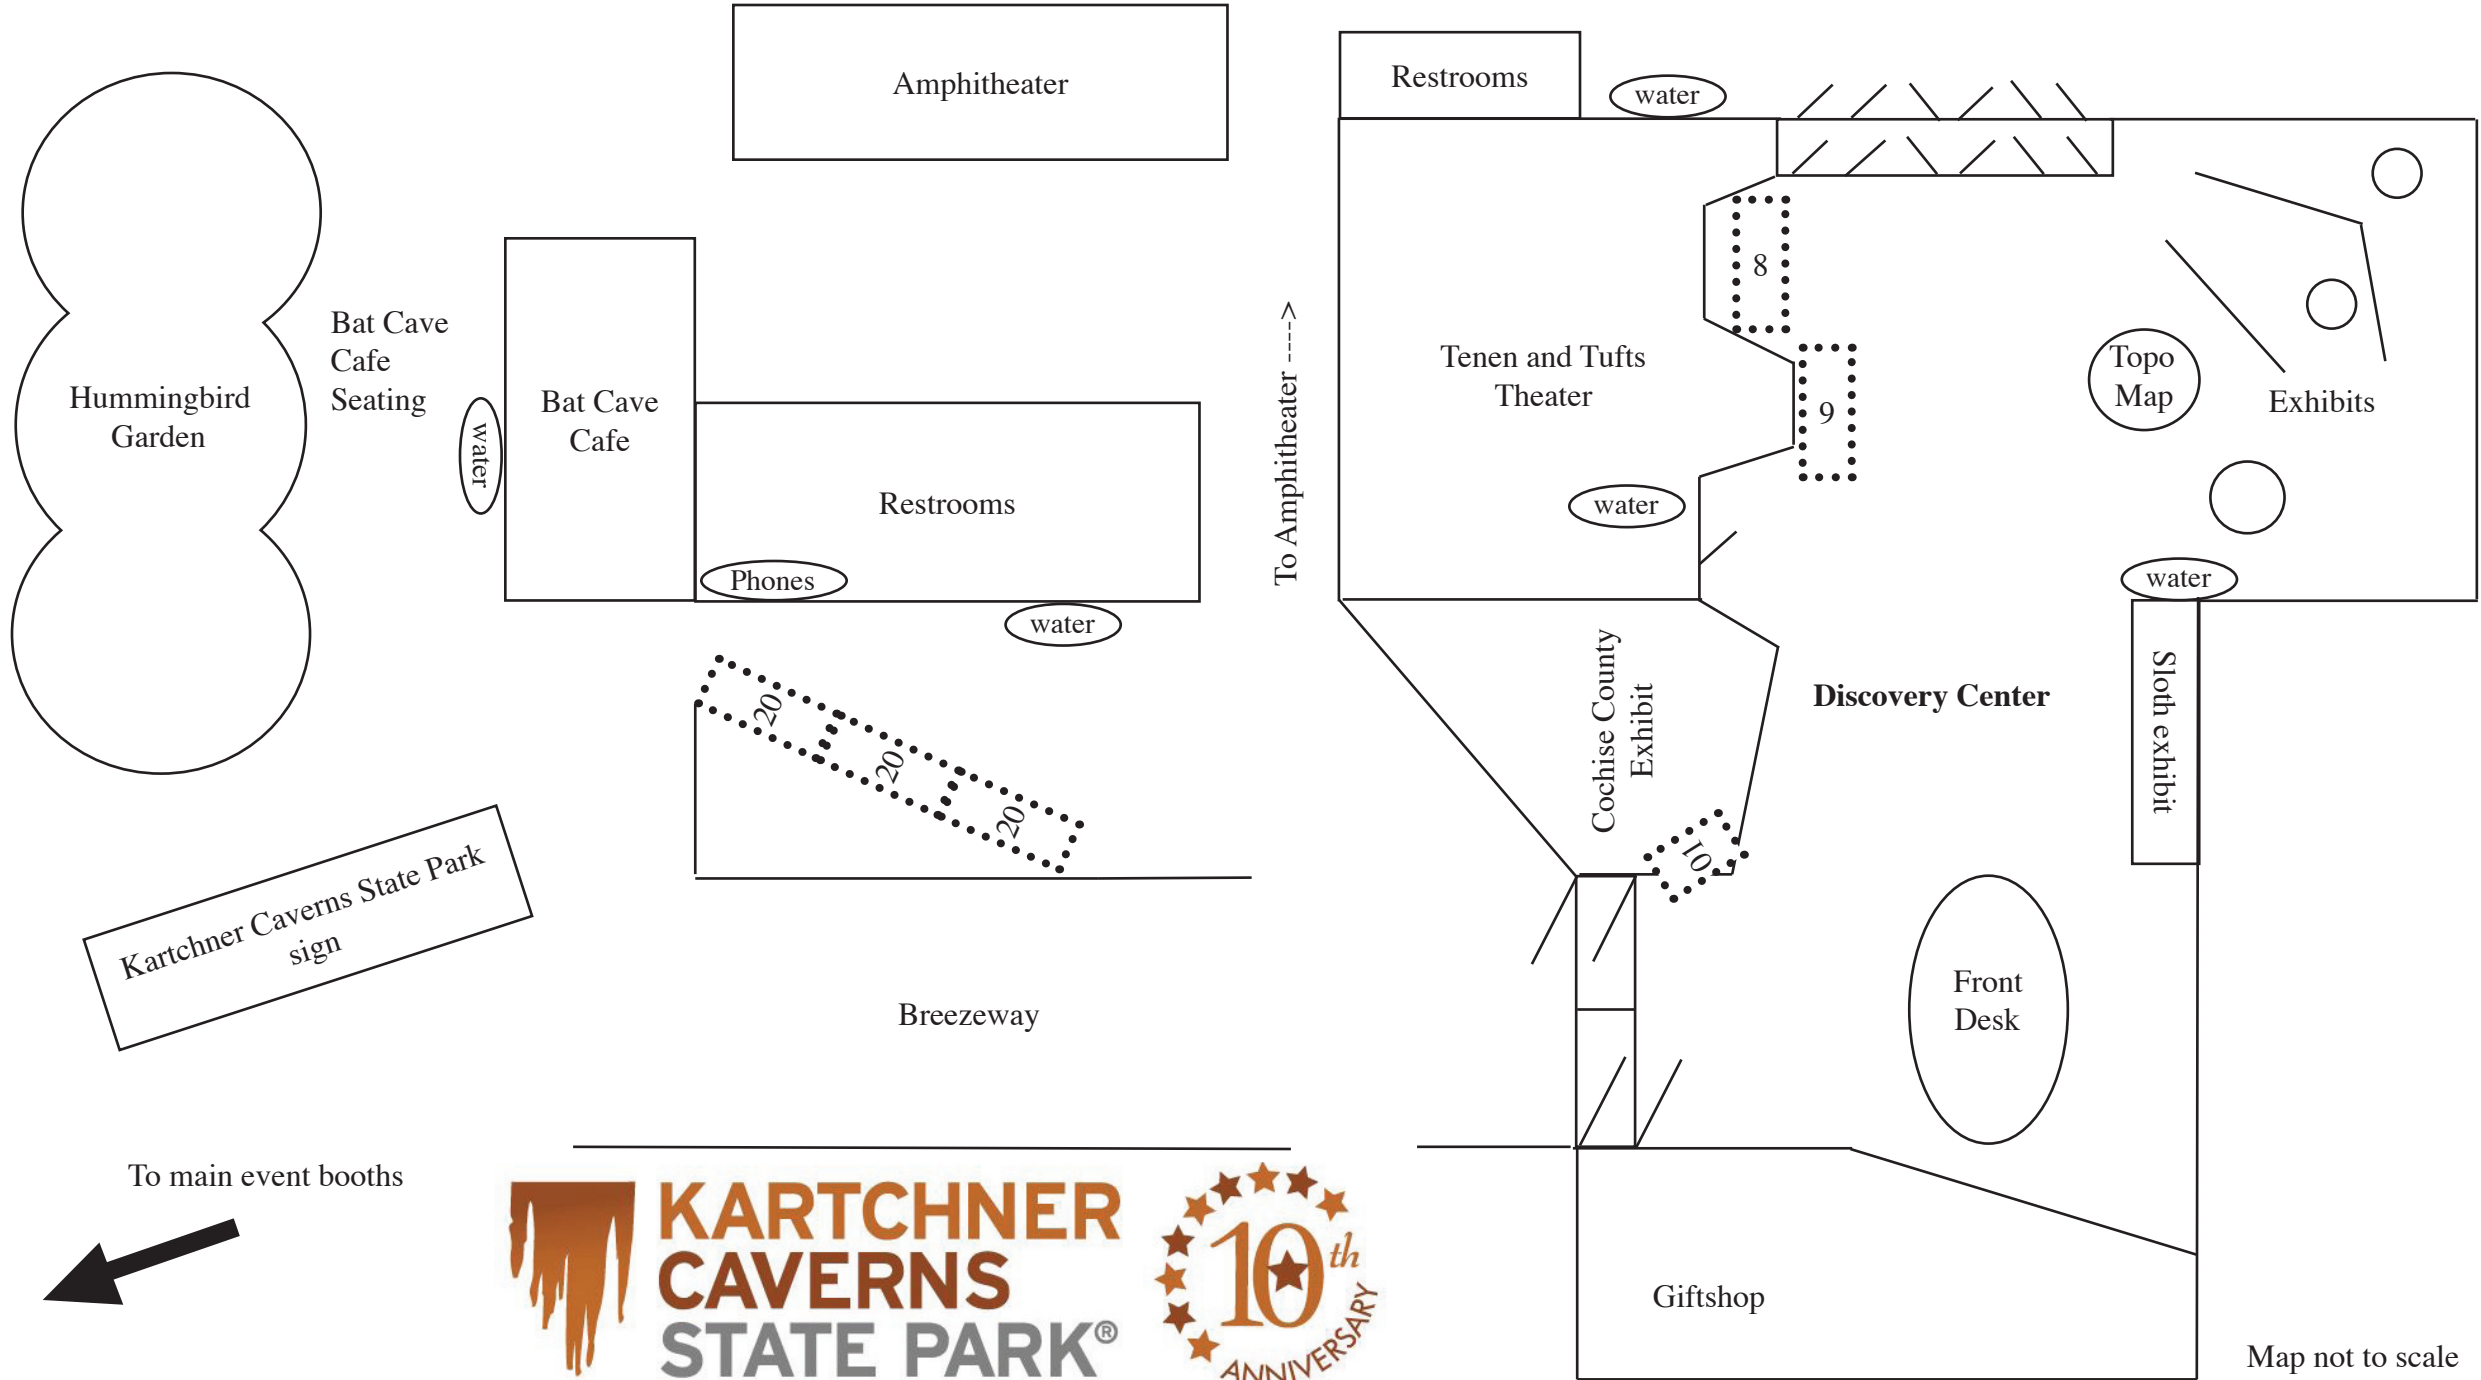 Amphitheater
Restrooms
water
8
Bat Cave
Cafe
Seating
Hummingbird
Garden
water
Bat Cave
Cafe
To Amphitheater ---->
Tenen and Tufts
Theater
9
Topo
Map
Exhibits
Restrooms
Phones
water
water
water
20
20
20
Cochise County
Exhibit
10
Discovery Center
Sloth exhibit
Kartchner Caverns State Park
sign
Breezeway
Front
Desk
To main event booths
KARTCHNER
CAVERNS
STATE PARK®
10th
ANNIVERSARY
Giftshop
Map not to scale